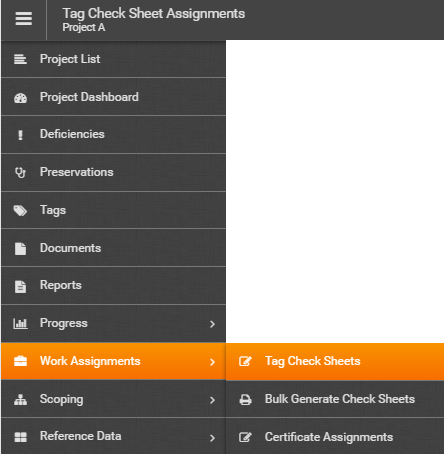 Tag Check Sheet Assignments
Project A
Project List
Project Dashboard
Deficiencies
Preservations
Tags
Documents
Reports
Progress
Work Assignments
Tag Check Sheets
Scoping
Bulk Generate Check Sheets
Reference Data
Certificate Assignments